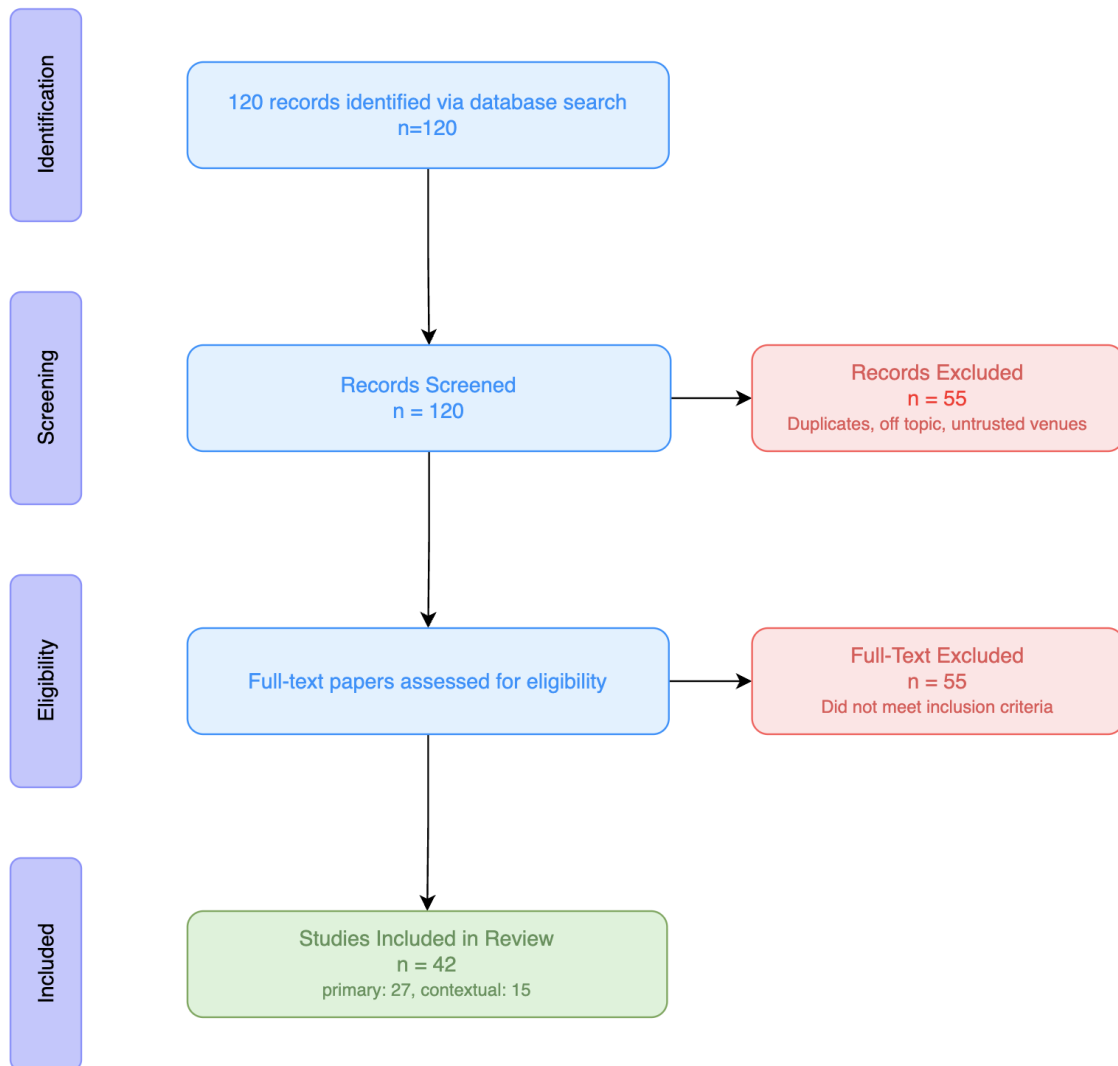 Identification
120 records identified via database search
n=120
Screening
Records Screened
n = 120
Records Excluded
n = 55
Duplicates, off topic, untrusted venues
Eligibility
Full-text papers assessed for eligibility
Full-Text Excluded
n = 55
Did not meet inclusion criteria
Included
Studies Included in Review
n = 42
primary: 27, contextual: 15